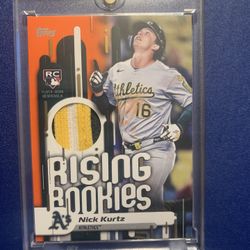 Topps
RC
Athletics
16
RISING
ROOKIES
A's
Nick Kurtz
ATHLETICS